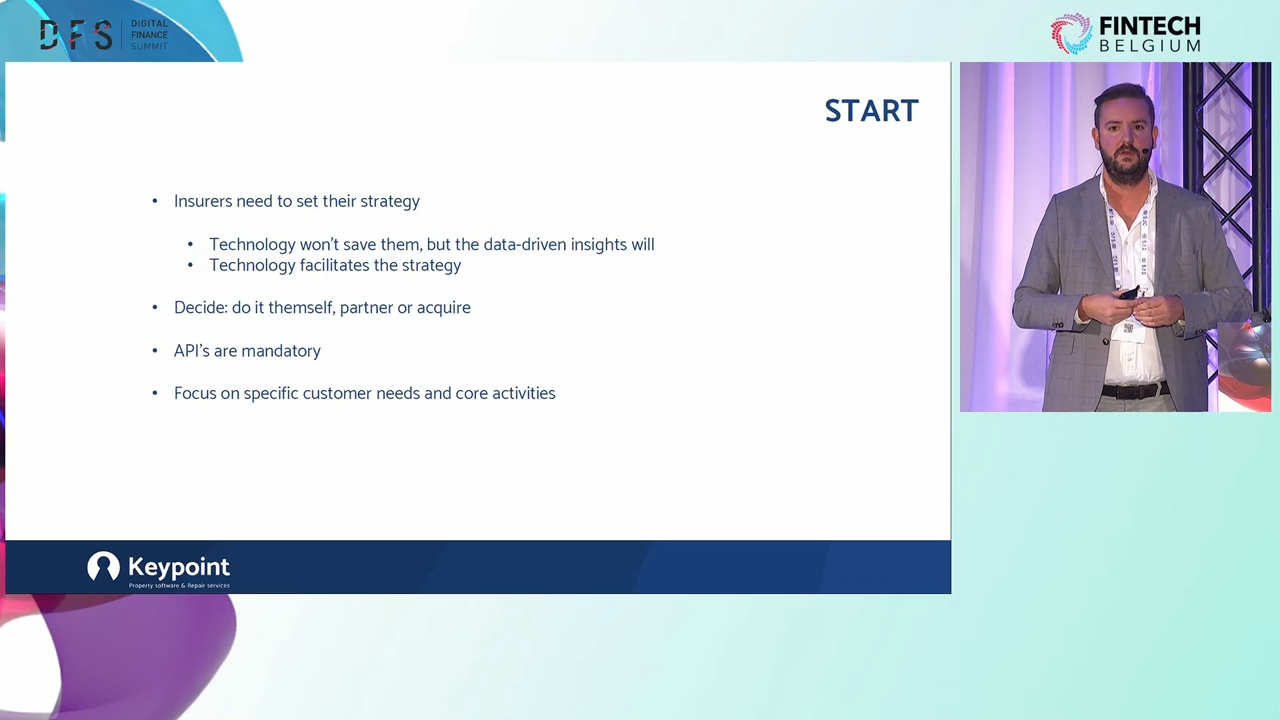 DFS
DIGITAL
FINANCE
SUMMIT
FINTECH
BELGIUM
START
• Insurers need to set their strategy
• Technology won't save them, but the data-driven insights will
• Technology facilitates the strategy
• Decide: do it themself, partner or acquire
• API's are mandatory
• Focus on specific customer needs and core activities
Keypoint
Property software & Repair services